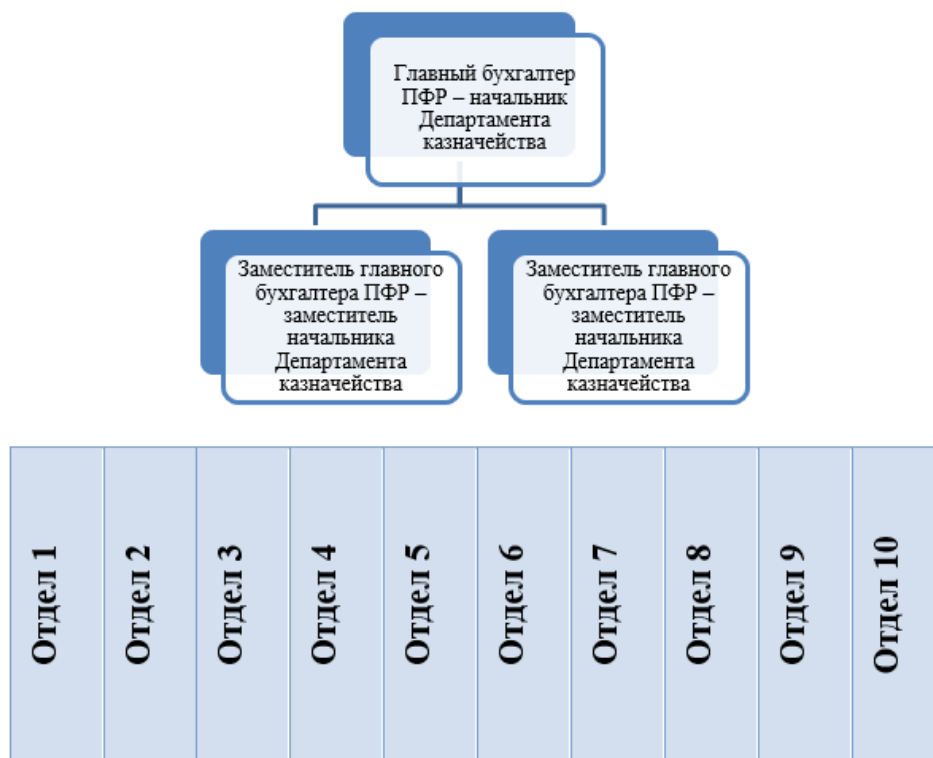 Главный бухгалтер
ПФР – начальник
Департамента
казначейства
Заместитель главного
бухгалтера ПФР –
заместитель
начальника
Департамента
казначейства
Заместитель главного
бухгалтера ПФР –
заместитель
начальника
Департамента
казначейства
Отдел 1
Отдел 2
Отдел 3
Отдел 4
Отдел 5
Отдел 6
Отдел 7
Отдел 8
Отдел 9
Отдел 10